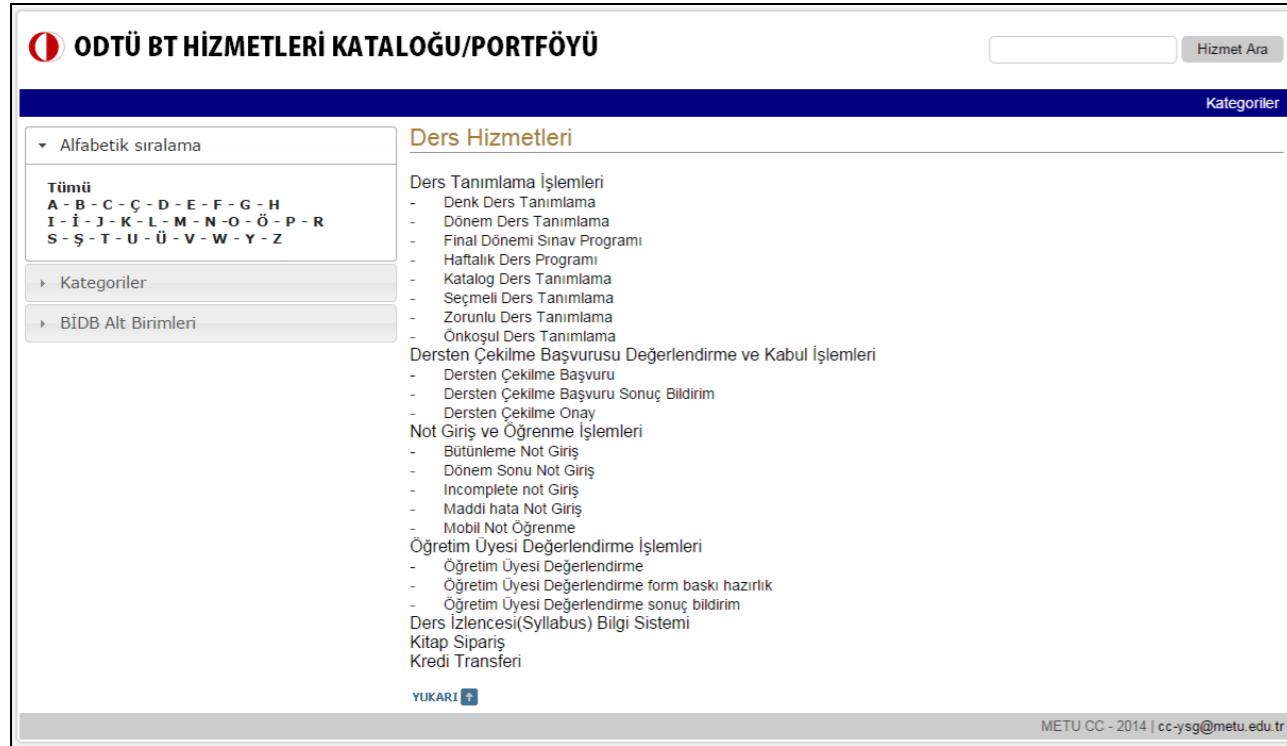 ODTÜ BT HİZMETLERİ KATALOĞU/PORTFÖYÜ
Hizmet Ara
Kategoriler
Alfabetik sıralama
Tümü
A - B - C - Ç - D - E - F - G - H
I - İ - J - K - L - M - N -O - Ö - P - R
S - Ş - T - U - Ü - V - W - Y - Z
Kategoriler
BİDB Alt Birimleri
Ders Hizmetleri
Ders Tanımlama İşlemleri
- Denk Ders Tanımlama
- Dönem Ders Tanımlama
- Final Dönemi Sınav Programı
- Haftalık Ders Programı
- Katalog Ders Tanımlama
- Seçmeli Ders Tanımlama
- Zorunlu Ders Tanımlama
- Önkoşul Ders Tanımlama
Dersten Çekilme Başvurusu Değerlendirme ve Kabul İşlemleri
- Dersten Çekilme Başvuru
- Dersten Çekilme Başvuru Sonuç Bildirim
- Dersten Çekilme Onay
Not Giriş ve Öğrenme İşlemleri
- Bütünleme Not Giriş
- Dönem Sonu Not Giriş
- Incomplete not Giriş
- Maddi hata Not Giriş
- Mobil Not Öğrenme
Öğretim Üyesi Değerlendirme İşlemleri
- Öğretim Üyesi Değerlendirme
- Öğretim Üyesi Değerlendirme form baskı hazırlık
- Öğretim Üyesi Değerlendirme sonuç bildirim
Ders İzlencesi(Syllabus) Bilgi Sistemi
Kitap Sipariş
Kredi Transferi
YUKARI
METU CC - 2014 | cc-ysg@metu.edu.tr